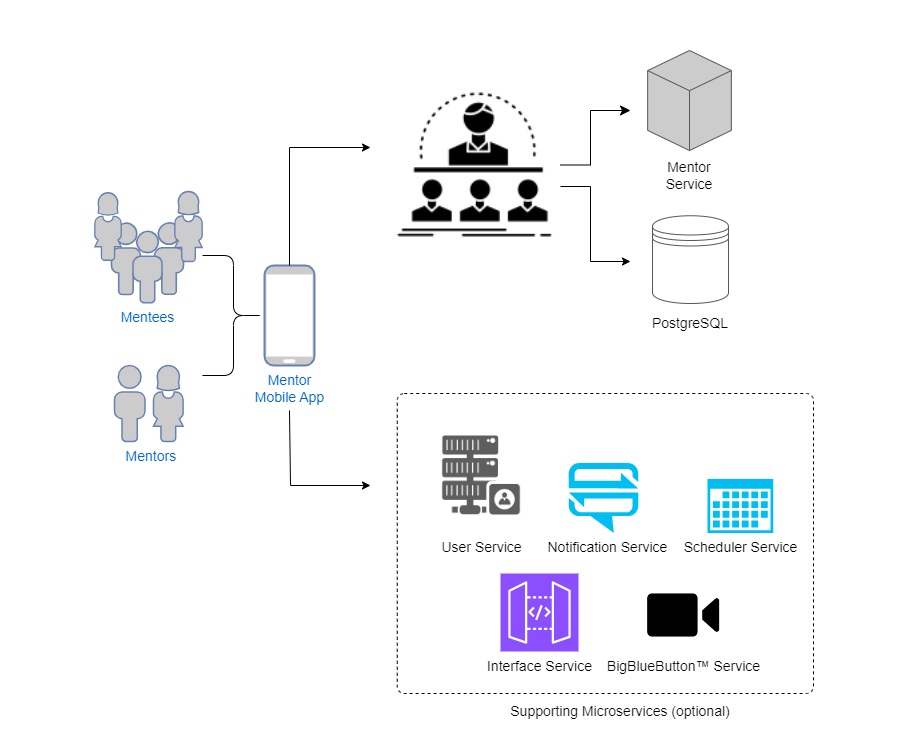 Mentor
Service
Mentees
PostgreSQL
Mentor
Mobile App
Mentors
User Service
Notification Service
Scheduler Service
Interface Service
BigBlueButton™ Service
Supporting Microservices (optional)